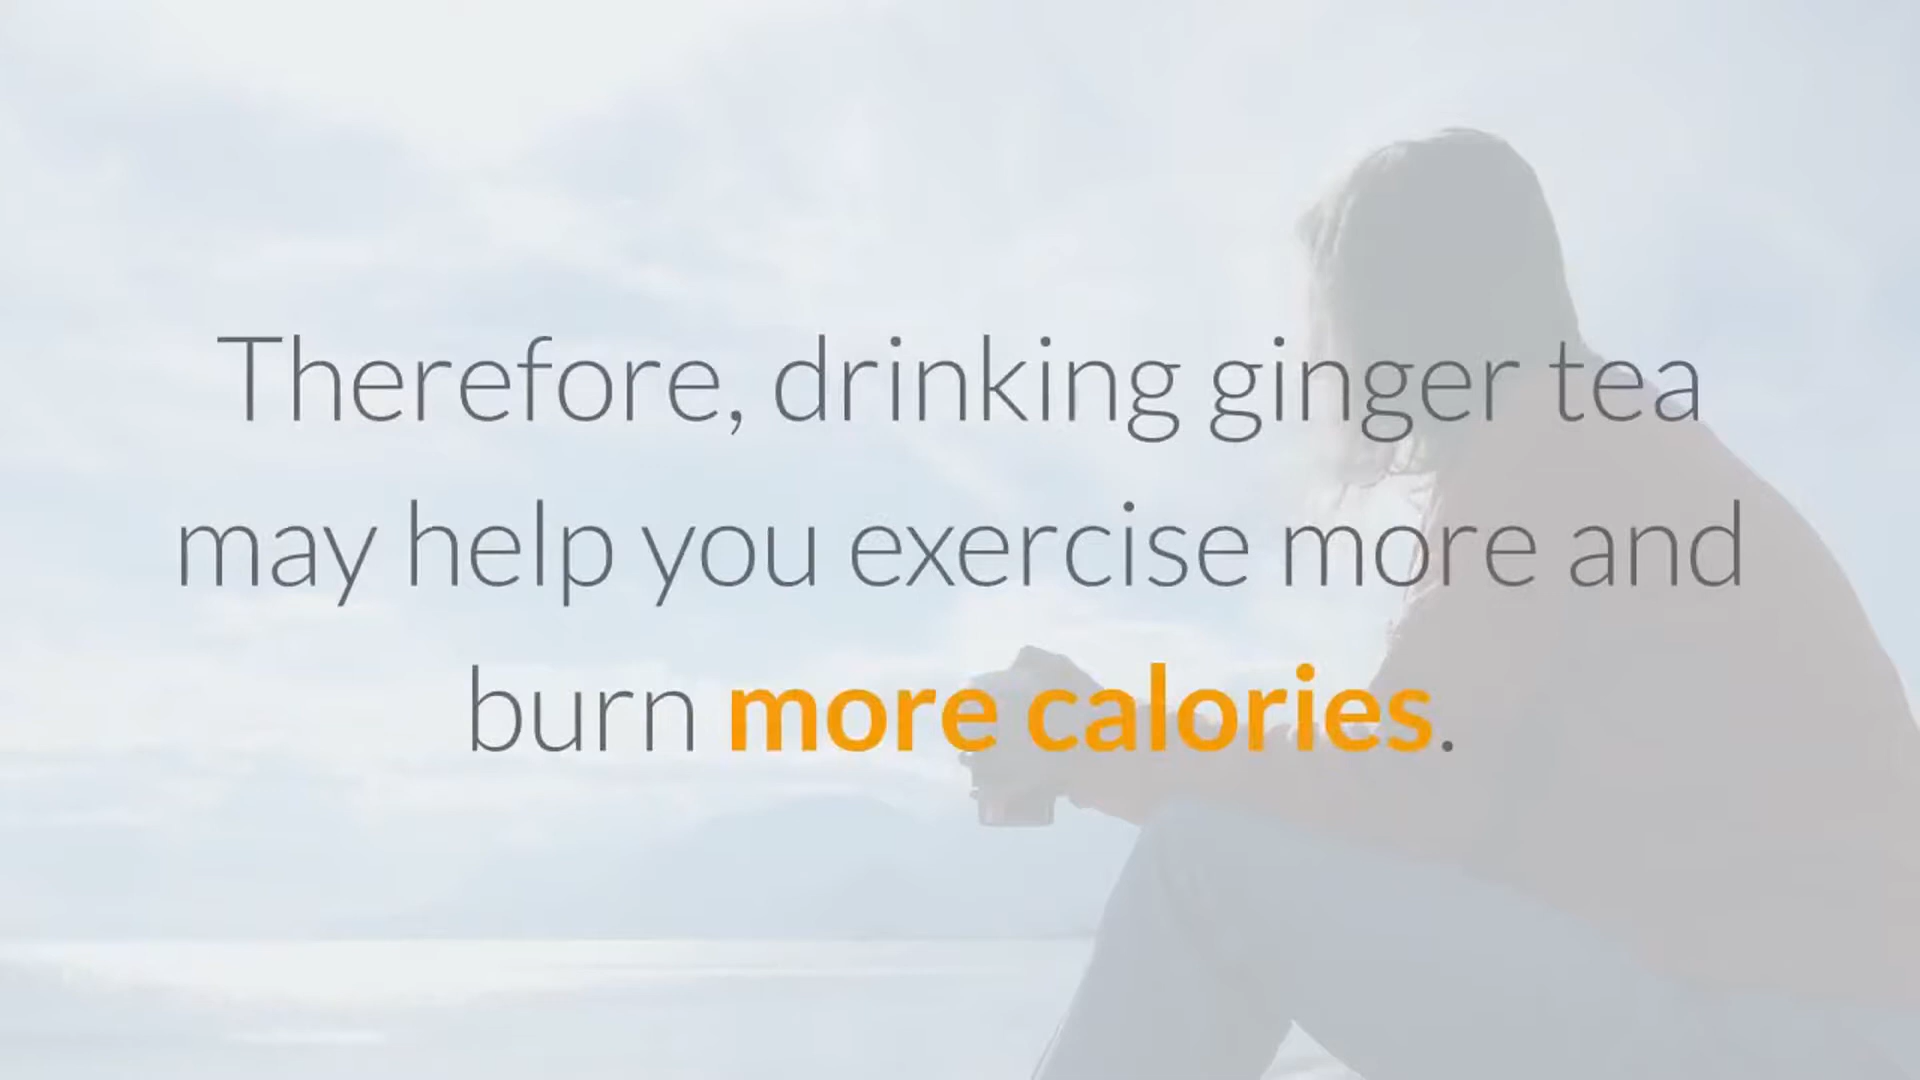 Therefore, drinking ginger tea
may help you exercise more and
burn more calories.